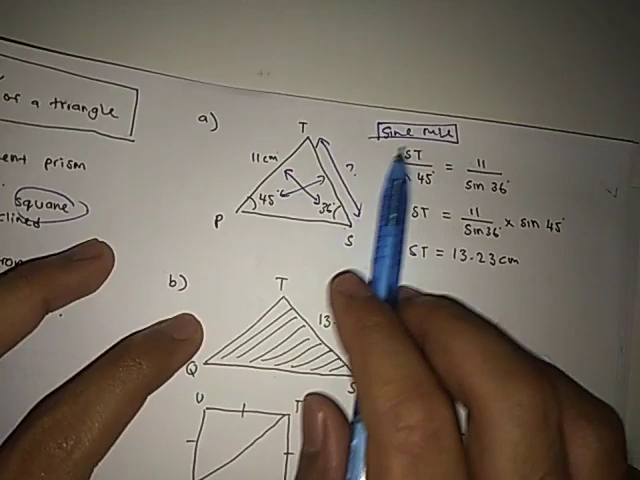 of a triangle
ent prism
square
clined
a)
T
11cm
?
45°
36°
P
S
Sine rule
ST = 11
45° sin 36°
ST = 11 × sin 45°
sin 36°
ST = 13.23cm
b)
T
13
Q
S
U
T